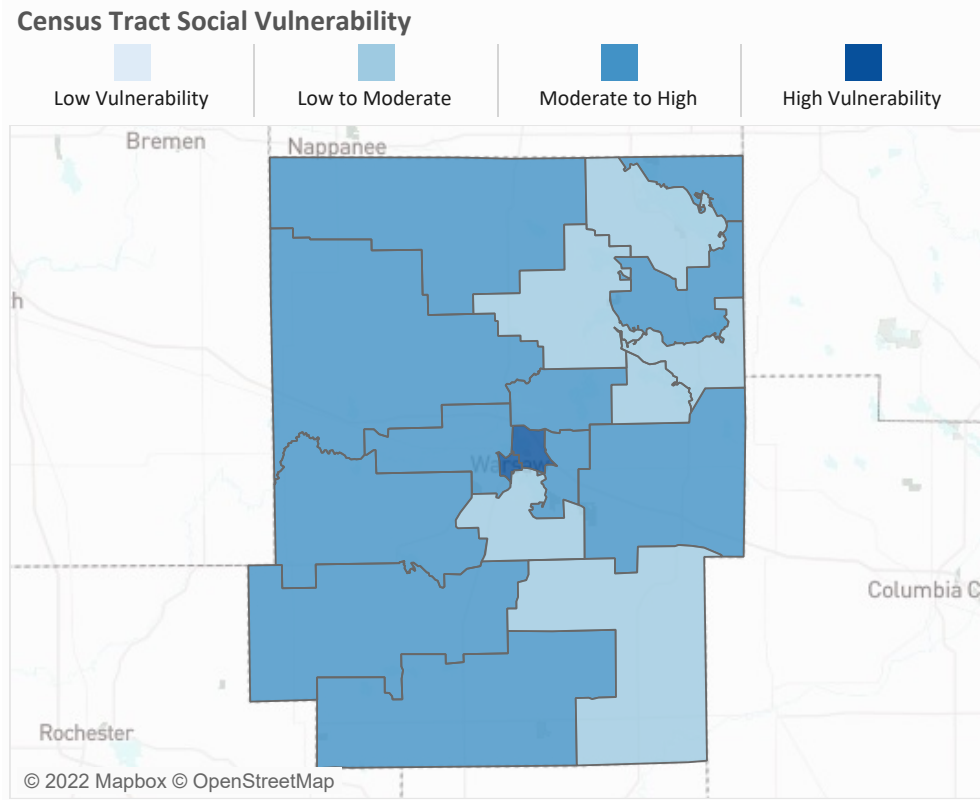 Census Tract Social Vulnerability
Low Vulnerability
Low to Moderate
Moderate to High
High Vulnerability
Bremen
Nappanee
h
Warsaw
Columbia C
Rochester
© 2022 Mapbox © OpenStreetMap